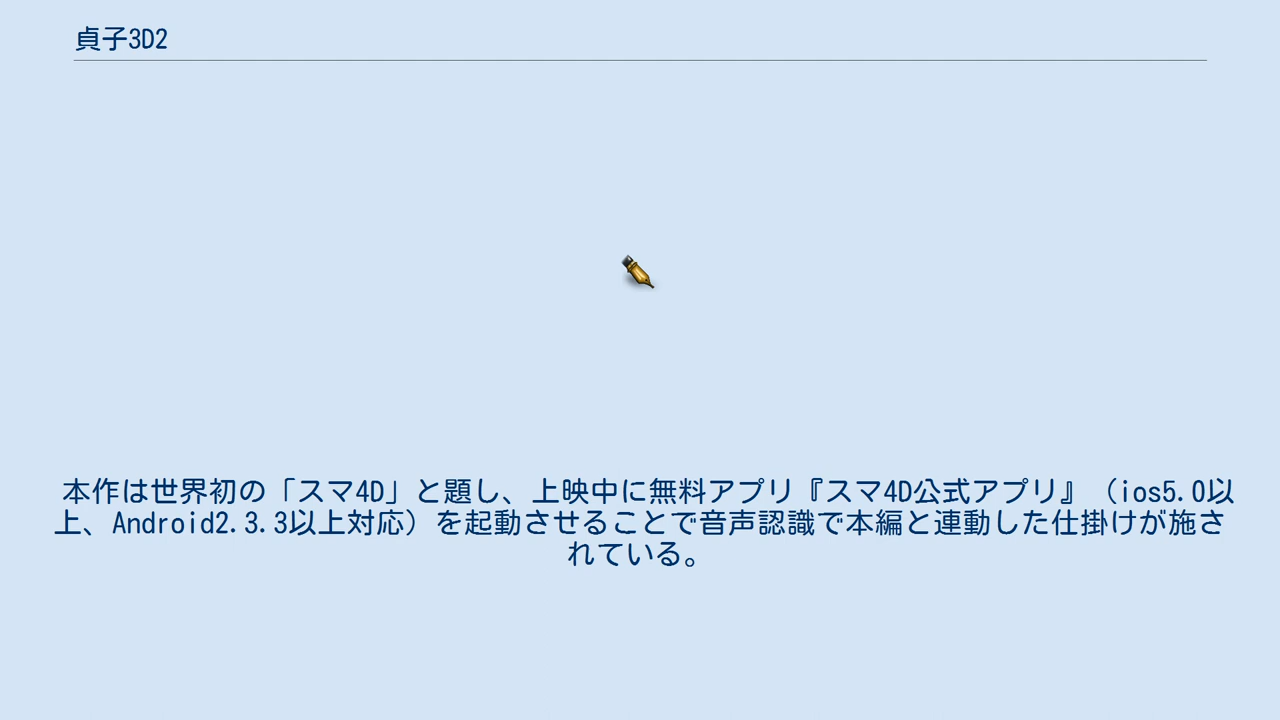 貞子3D2
本作は世界初の「スマ4D」と題し、上映中に無料アプリ『スマ4D公式アプリ』（ios5.0以
上、Android2.3.3以上対応）を起動させることで音声認識で本編と連動した仕掛けが施さ
れている。